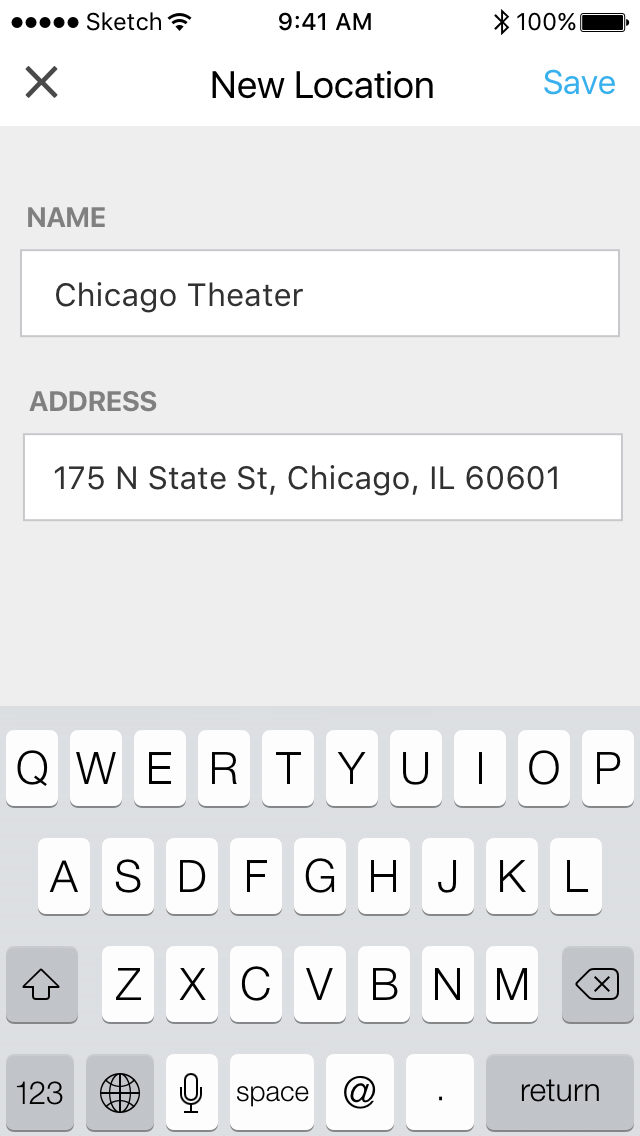 Sketch 9:41 AM 100%
New Location Save
NAME
Chicago Theater
ADDRESS
175 N State St, Chicago, IL 60601
Q W E R T Y U I O P
A S D F G H J K L
Z X C V B N M
123 space @ . return